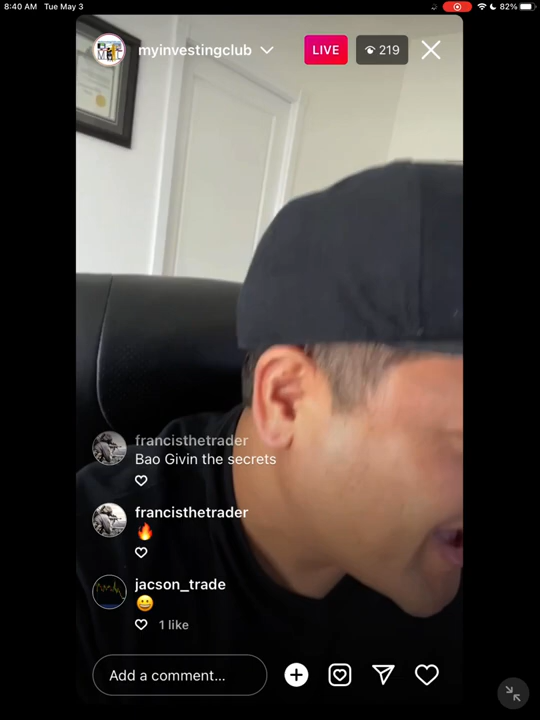 8:40 AM Tue May 3
82%
myinvestingclub
LIVE
219
francisthetrader
Bao Givin the secrets
francisthetrader
🔥
jacson_trade
😀
1 like
Add a comment...